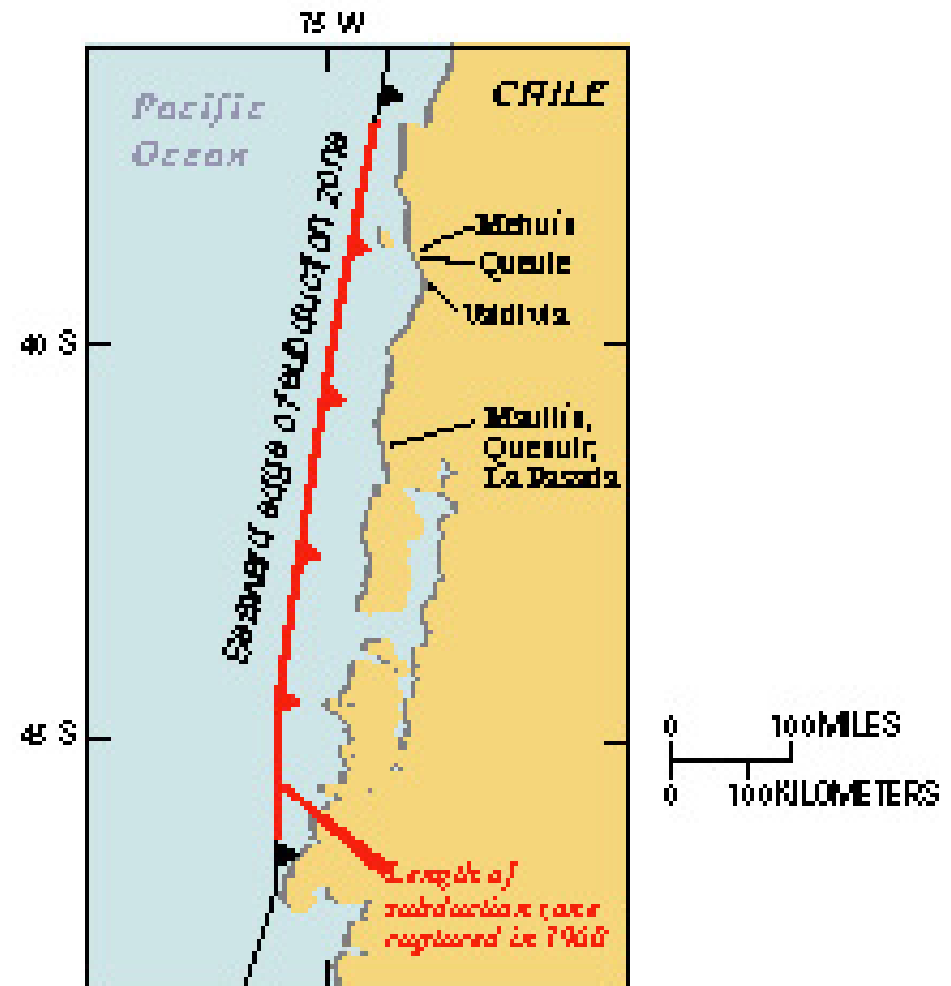 75 W
Pacific
Ocean
CHILE
Seaward edge of subduction zone
Mehuín
Queule
Valdivia
40 S
Maullín,
Quenuir,
La Pasada
45 S
0 100 MILES
0 100 KILOMETERS
Length of
subduction zone
ruptured in 1960